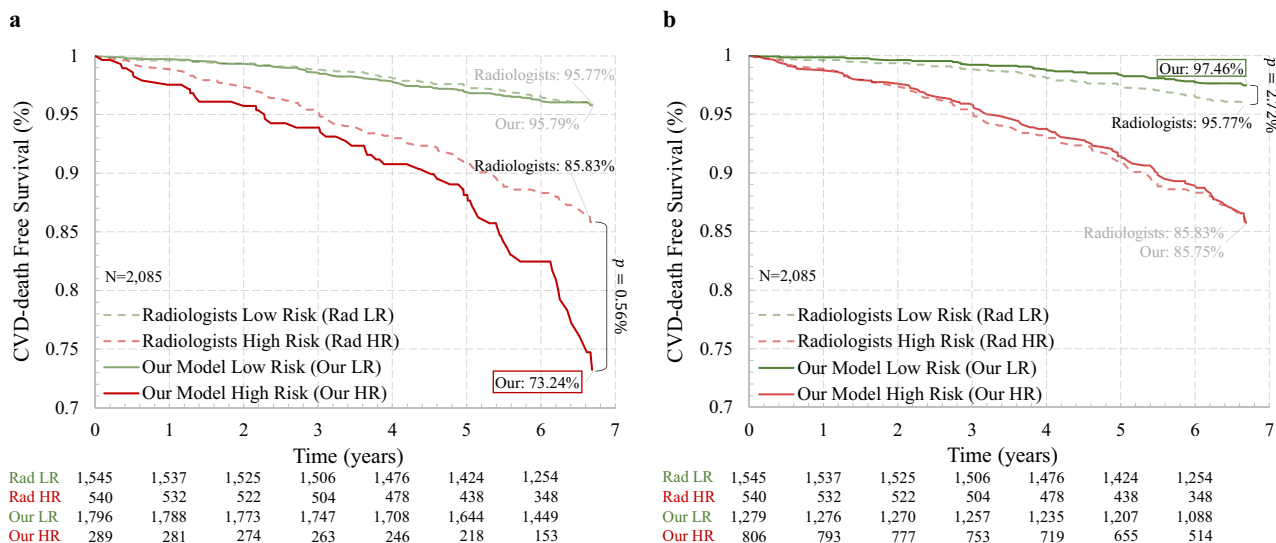 a
CVD-death Free Survival (%)
1
0.95
0.9
0.85
0.8
0.75
0.7
Radiologists: 95.77%
Our: 95.79%
Radiologists: 85.83%
p = 0.56%
Our: 73.24%
N=2,085
Radiologists Low Risk (Rad LR)
Radiologists High Risk (Rad HR)
Our Model Low Risk (Our LR)
Our Model High Risk (Our HR)
0 1 2 3 4 5 6 7
Time (years)
Rad LR 1,545 1,537 1,525 1,506 1,476 1,424 1,254
Rad HR 540 532 522 504 478 438 348
Our LR 1,796 1,788 1,773 1,747 1,708 1,644 1,449
Our HR 289 281 274 263 246 218 153
b
CVD-death Free Survival (%)
1
0.95
0.9
0.85
0.8
0.75
0.7
Our: 97.46%
p = 2.72%
Radiologists: 95.77%
Radiologists: 85.83%
Our: 85.75%
N=2,085
Radiologists Low Risk (Rad LR)
Radiologists High Risk (Rad HR)
Our Model Low Risk (Our LR)
Our Model High Risk (Our HR)
0 1 2 3 4 5 6 7
Time (years)
Rad LR 1,545 1,537 1,525 1,506 1,476 1,424 1,254
Rad HR 540 532 522 504 478 438 348
Our LR 1,279 1,276 1,270 1,257 1,235 1,207 1,088
Our HR 806 793 777 753 719 655 514